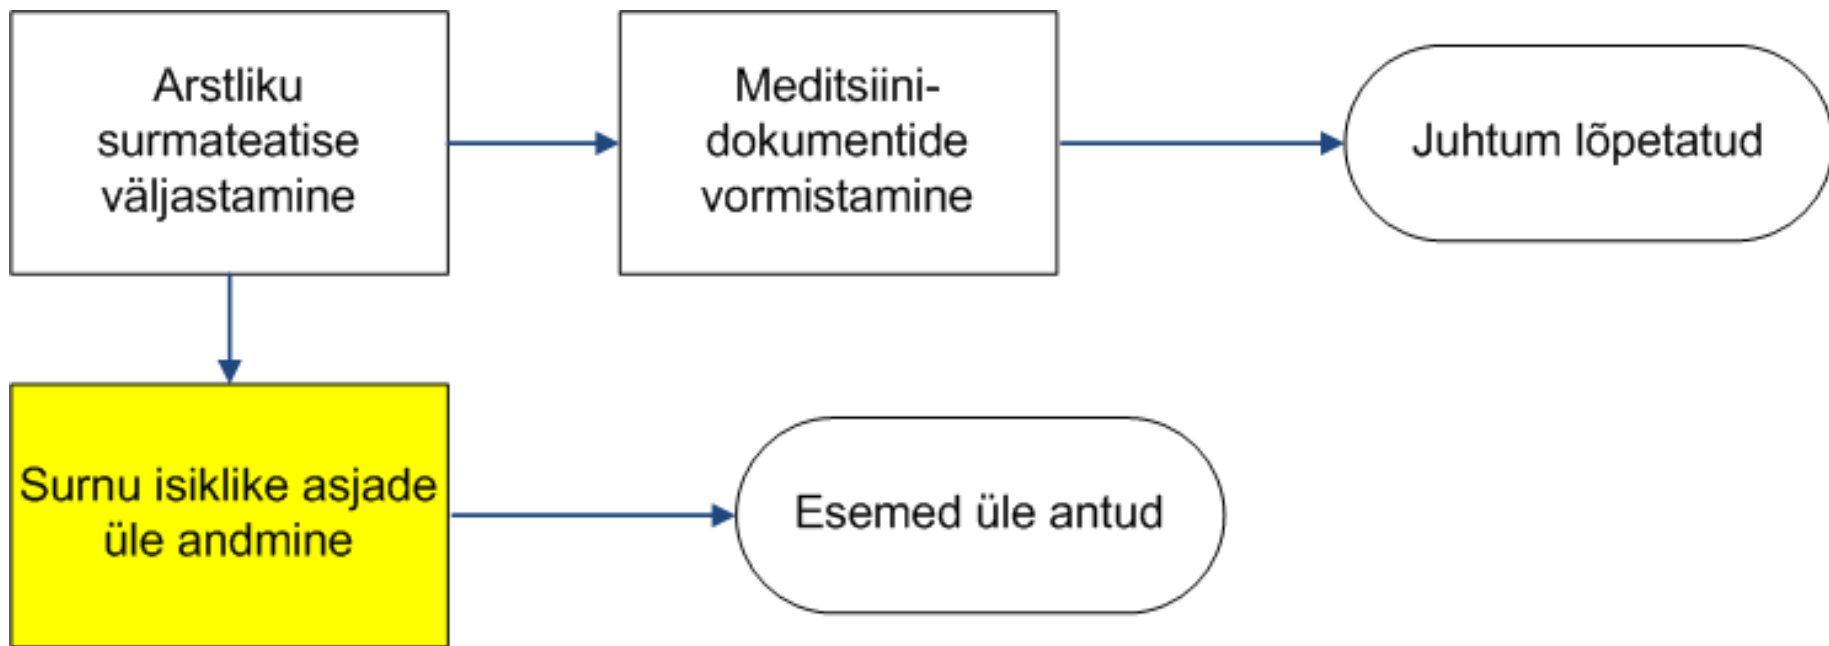 Arstliku
surmateatise
väljastamine
Meditsiini-
dokumentide
vormistamine
Juhtum lõpetatud
Surnu isiklike asjade
üle andmine
Esemed üle antud